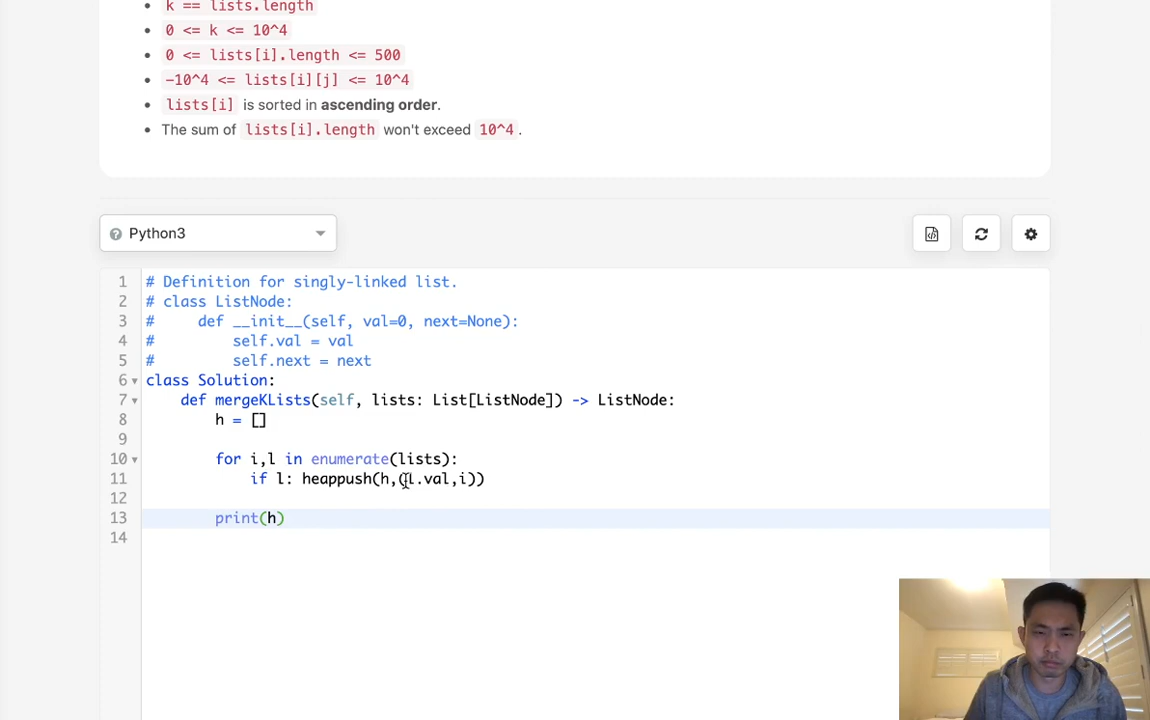 k == lists.length
0 <= k <= 10^4
0 <= lists[i].length <= 500
-10^4 <= lists[i][j] <= 10^4
lists[i] is sorted in ascending order.
The sum of lists[i].length won't exceed 10^4.
Python3
1 # Definition for singly-linked list.
2 # class ListNode:
3 #     def __init__(self, val=0, next=None):
4 #         self.val = val
5 #         self.next = next
6 class Solution:
7     def mergeKLists(self, lists: List[ListNode]) -> ListNode:
8         h = []
9
10         for i,l in enumerate(lists):
11             if l: heappush(h,(l.val,i))
12
13         print(h)
14